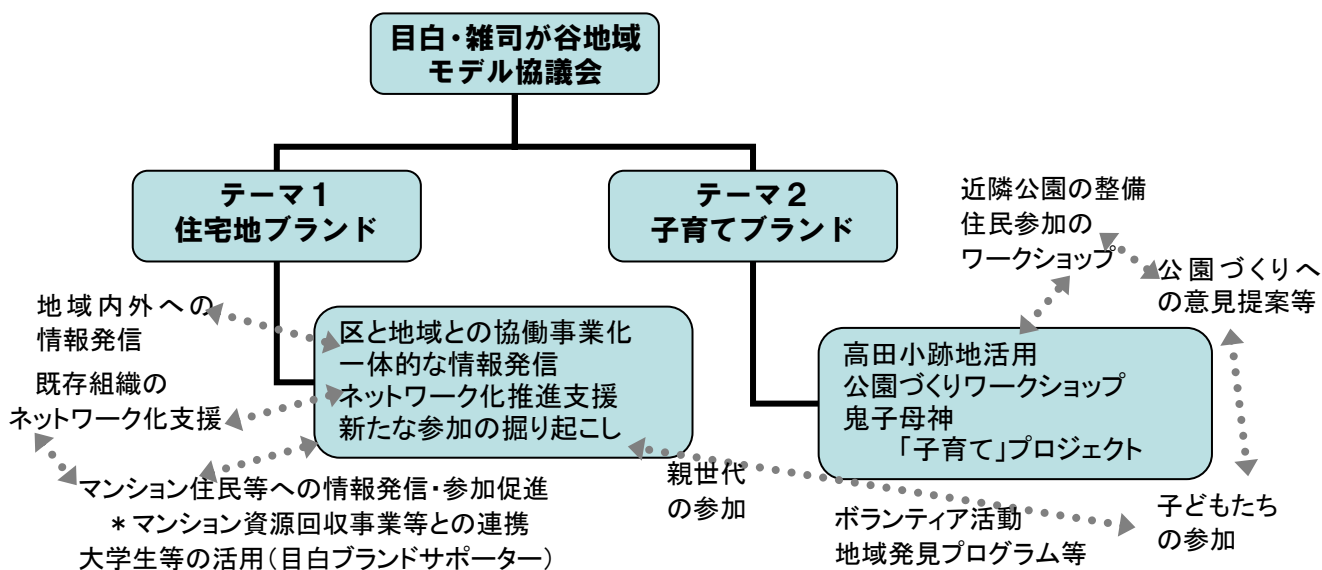 目白・雑司が谷地域
モデル協議会
テーマ１
住宅地ブランド
テーマ２
子育てブランド
近隣公園の整備
住民参加の
ワークショップ
公園づくりへ
の意見提案等
地域内外への
情報発信
既存組織の
ネットワーク化支援
区と地域との協働事業化
一体的な情報発信
ネットワーク化推進支援
新たな参加の掘り起こし
高田小跡地活用
公園づくりワークショップ
鬼子母神
「子育て」プロジェクト
マンション住民等への情報発信・参加促進
＊マンション資源回収事業等との連携
大学生等の活用（目白ブランドサポーター）
親世代
の参加
ボランティア活動
地域発見プログラム等
子どもたち
の参加